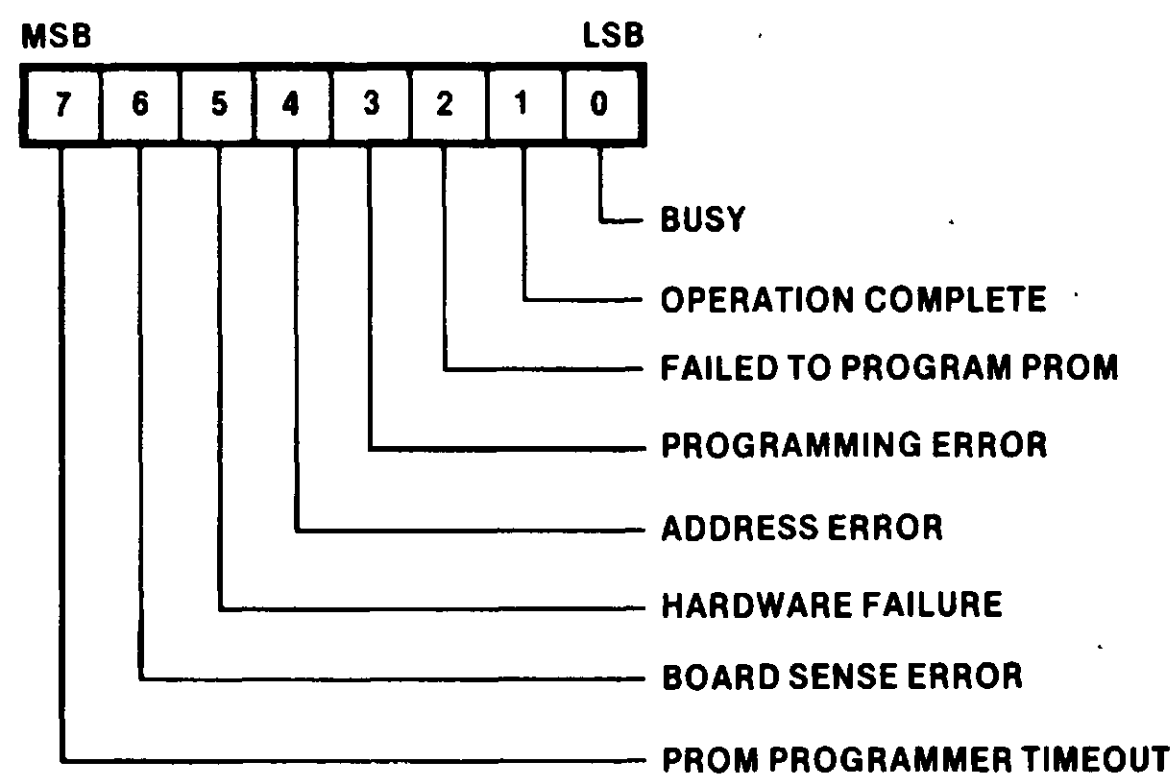 MSB LSB
7 6 5 4 3 2 1 0
BUSY
OPERATION COMPLETE
FAILED TO PROGRAM PROM
PROGRAMMING ERROR
ADDRESS ERROR
HARDWARE FAILURE
BOARD SENSE ERROR
PROM PROGRAMMER TIMEOUT